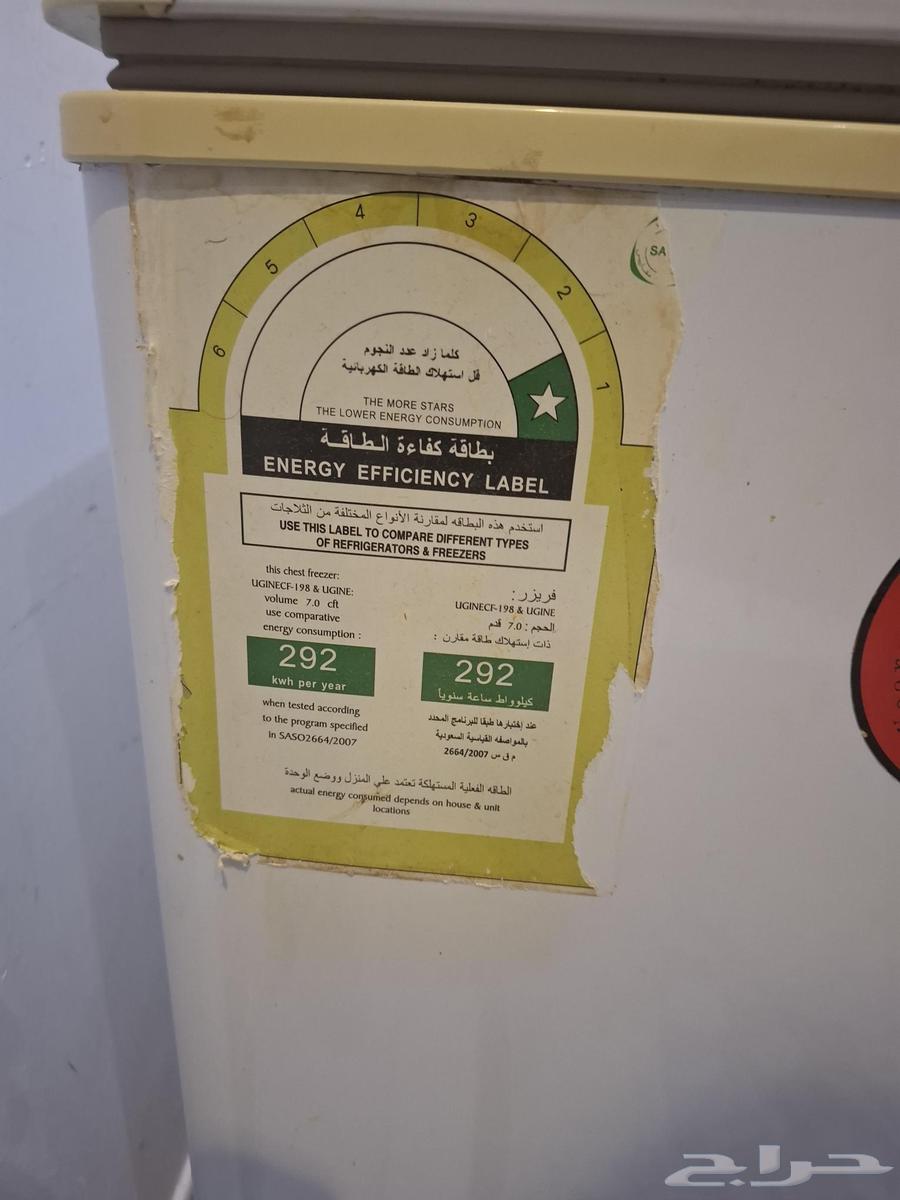 6 5 4 3 2 1
SA
كلما زاد عدد النجوم
قل استهلاك الطاقة الكهربائية
THE MORE STARS
THE LOWER ENERGY CONSUMPTION
بطاقة كفاءة الطاقة
ENERGY EFFICIENCY LABEL
استخدم هذه البطاقه لمقارنة الأنواع المختلفة من الثلاجات
USE THIS LABEL TO COMPARE DIFFERENT TYPES
OF REFRIGERATORS & FREEZERS
this chest freezer:
UGINECF-198 & UGINE:
volume 7.0 cft
use comparative
energy consumption :
292
kwh per year
when tested according
to the program specified
in SASO2664/2007
فريزر :
UGINECF-198 & UGINE
الحجم : 7.0 قدم
ذات إستهلاك طاقة مقارن :
292
كيلوواط ساعة سنوياً
عند إختبارها طبقا للبرنامج المحدد
بالمواصفه القياسية السعودية
م ق س 2664/2007
الطاقه الفعلية المستهلكة تعتمد علي المنزل ووضع الوحدة
actual energy consumed depends on house & unit
locations
حراج